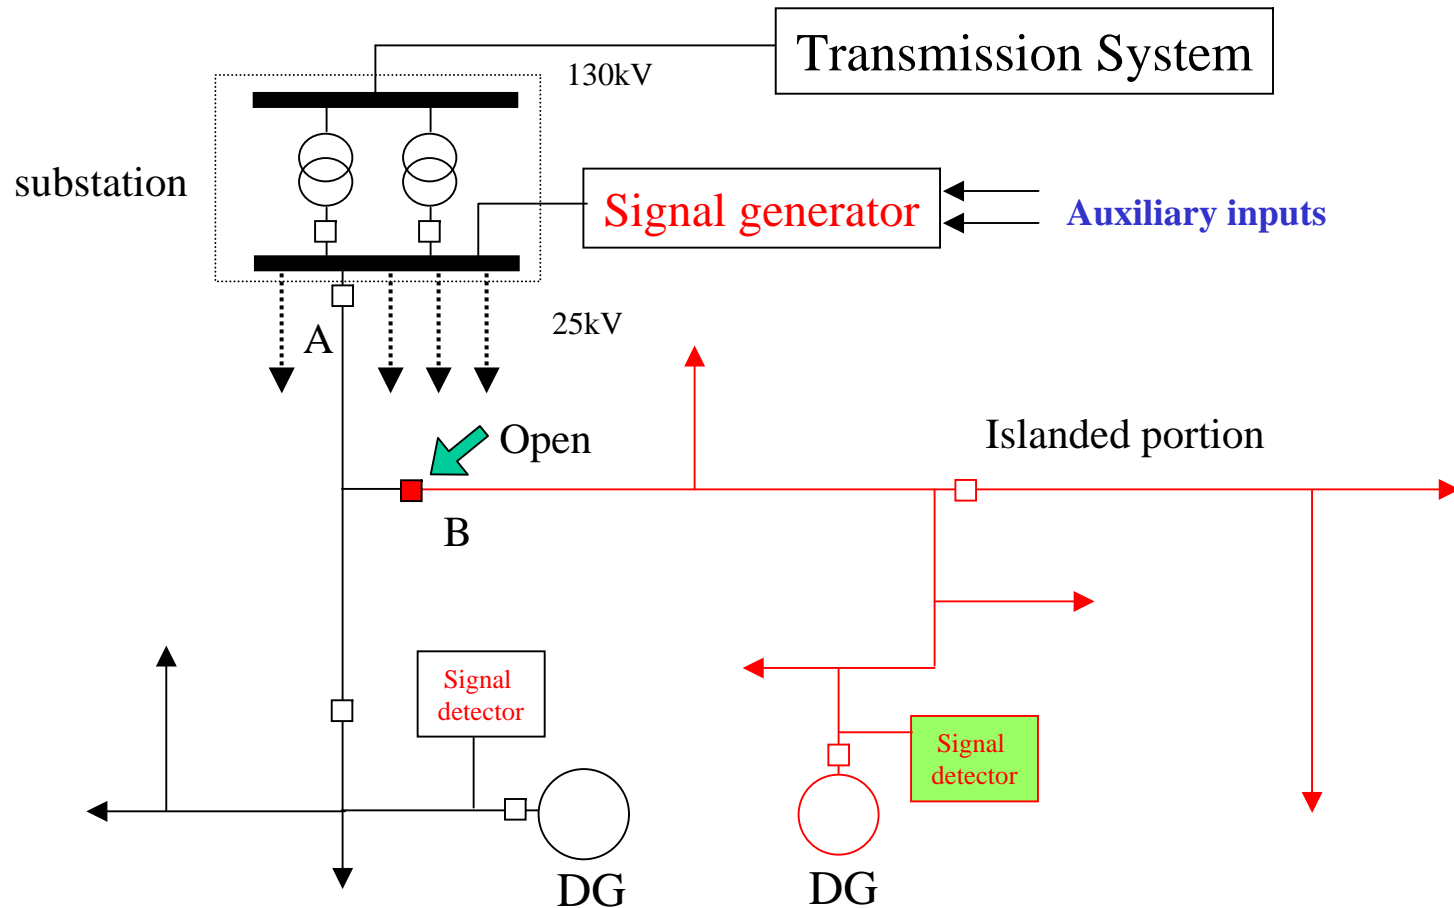 Transmission System
130kV
substation
Signal generator
Auxiliary inputs
25kV
A
Open
Islanded portion
B
Signal
detector
Signal
detector
DG
DG